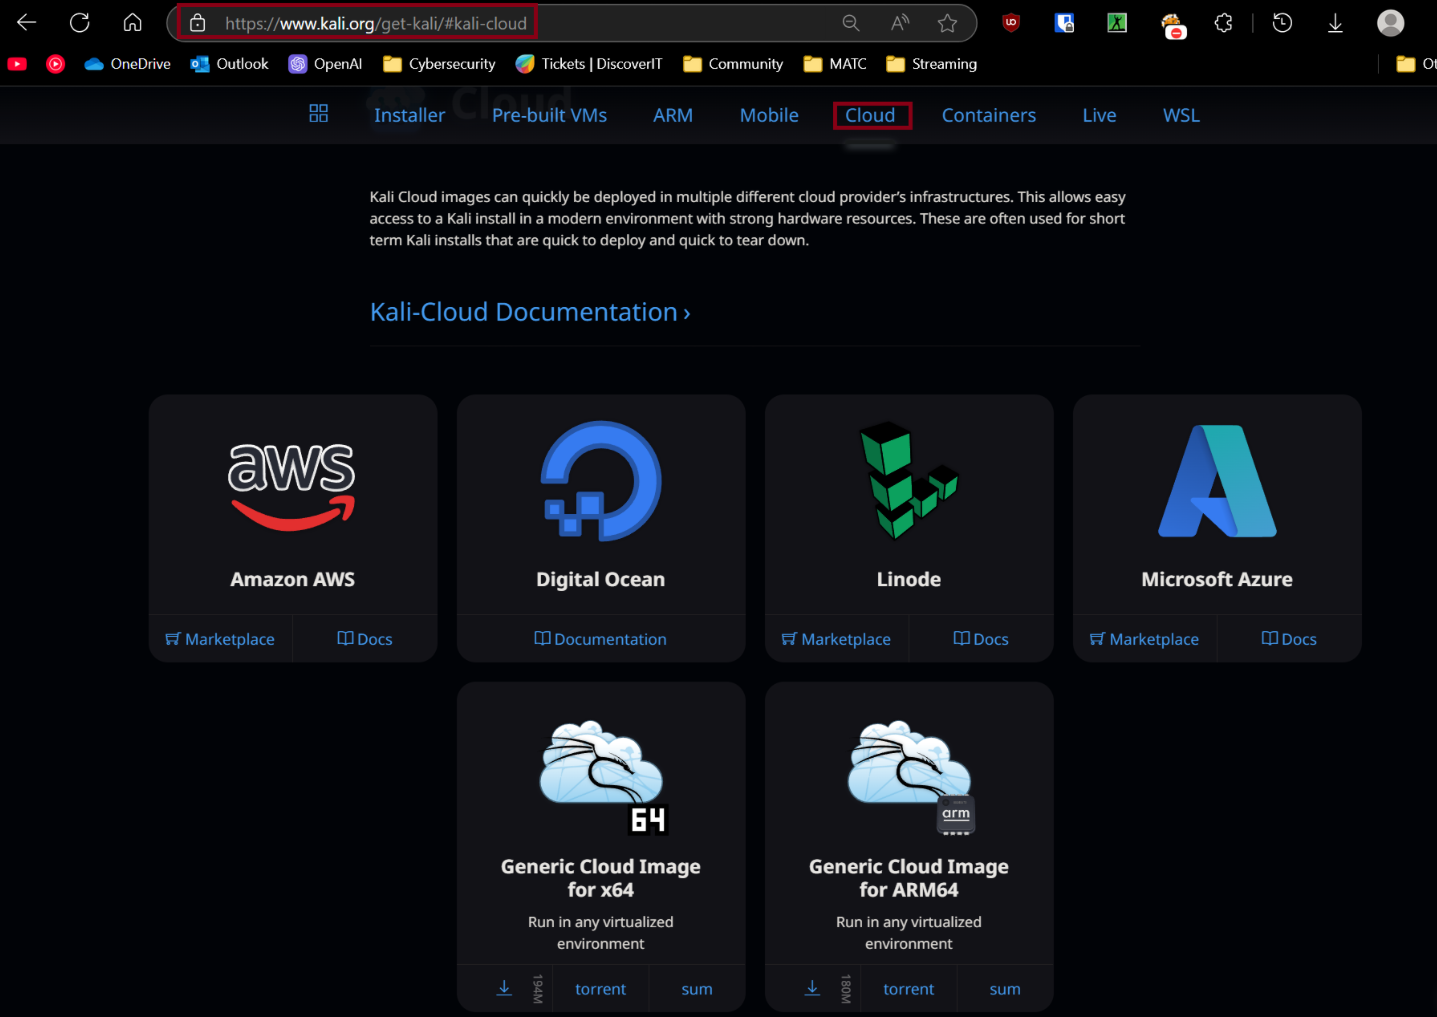 https://www.kali.org/get-kali/#kali-cloud
OneDrive Outlook OpenAI Cybersecurity Tickets | DiscoverIT Community MATC Streaming Ot
Cloud
Installer Pre-built VMs ARM Mobile Cloud Containers Live WSL
Kali Cloud images can quickly be deployed in multiple different cloud provider's infrastructures. This allows easy
access to a Kali install in a modern environment with strong hardware resources. These are often used for short
term Kali installs that are quick to deploy and quick to tear down.
Kali-Cloud Documentation ›
aws
Amazon AWS Digital Ocean Linode Microsoft Azure
Marketplace Docs Documentation Marketplace Docs Marketplace Docs
64 arm
Generic Cloud Image
for x64
Run in any virtualized
environment
194M torrent sum
Generic Cloud Image
for ARM64
Run in any virtualized
environment
180M torrent sum